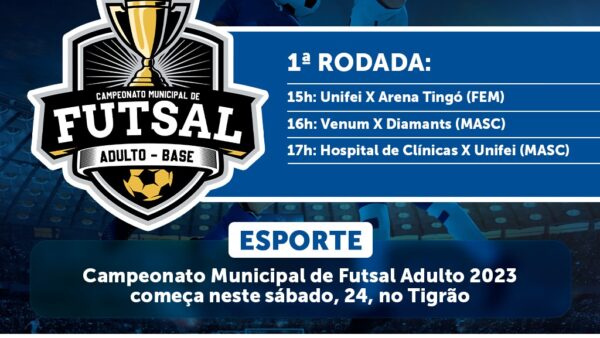 CAMPEONATO MUNICIPAL DE
FUTSAL
ADULTO - BASE
1ª RODADA:
15h: Unifei X Arena Tingó (FEM)
16h: Venum X Diamants (MASC)
17h: Hospital de Clínicas X Unifei (MASC)
ESPORTE
Campeonato Municipal de Futsal Adulto 2023
começa neste sábado, 24, no Tigrão